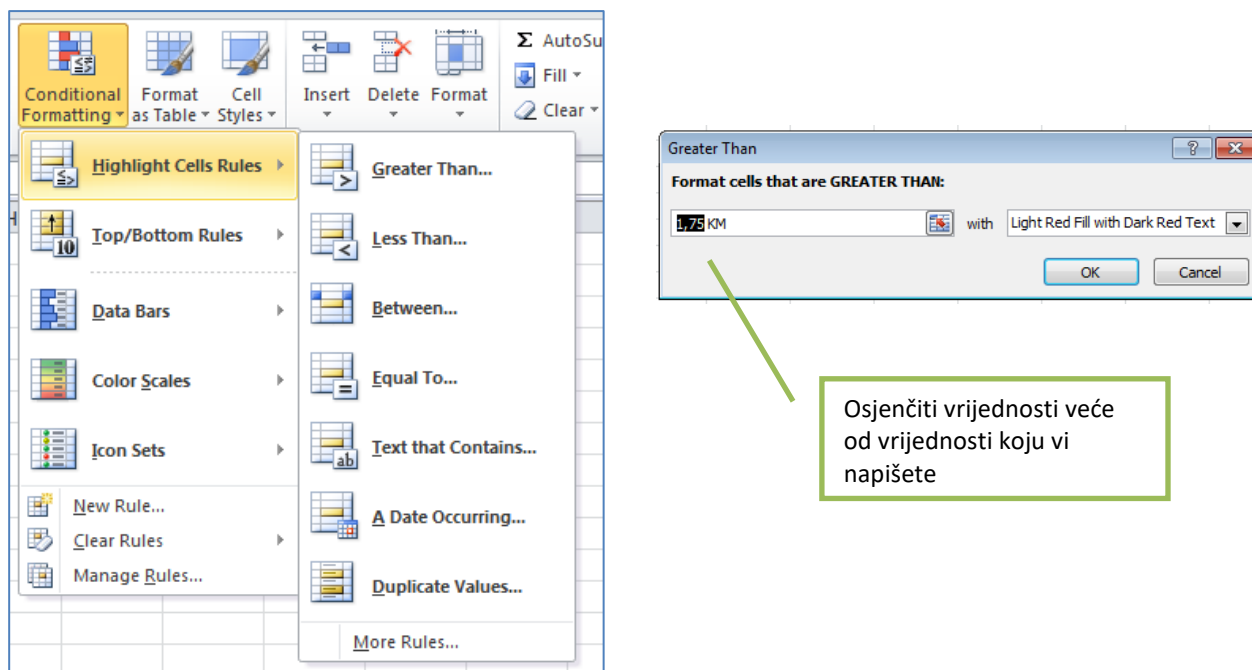 Conditional Formatting
Format as Table
Cell Styles
Insert
Delete
Format
Σ AutoSu
Fill
Clear
Highlight Cells Rules
Top/Bottom Rules
10
Data Bars
Color Scales
Icon Sets
New Rule...
Clear Rules
Manage Rules...
H
Greater Than...
>
Less Than...
<
Between...
Equal To...
=
Text that Contains...
ab
A Date Occurring...
Duplicate Values...
More Rules...
Greater Than
?
Format cells that are GREATER THAN:
1,75 KM
with
Light Red Fill with Dark Red Text
OK
Cancel
Osjenčiti vrijednosti veće
od vrijednosti koju vi
napišete